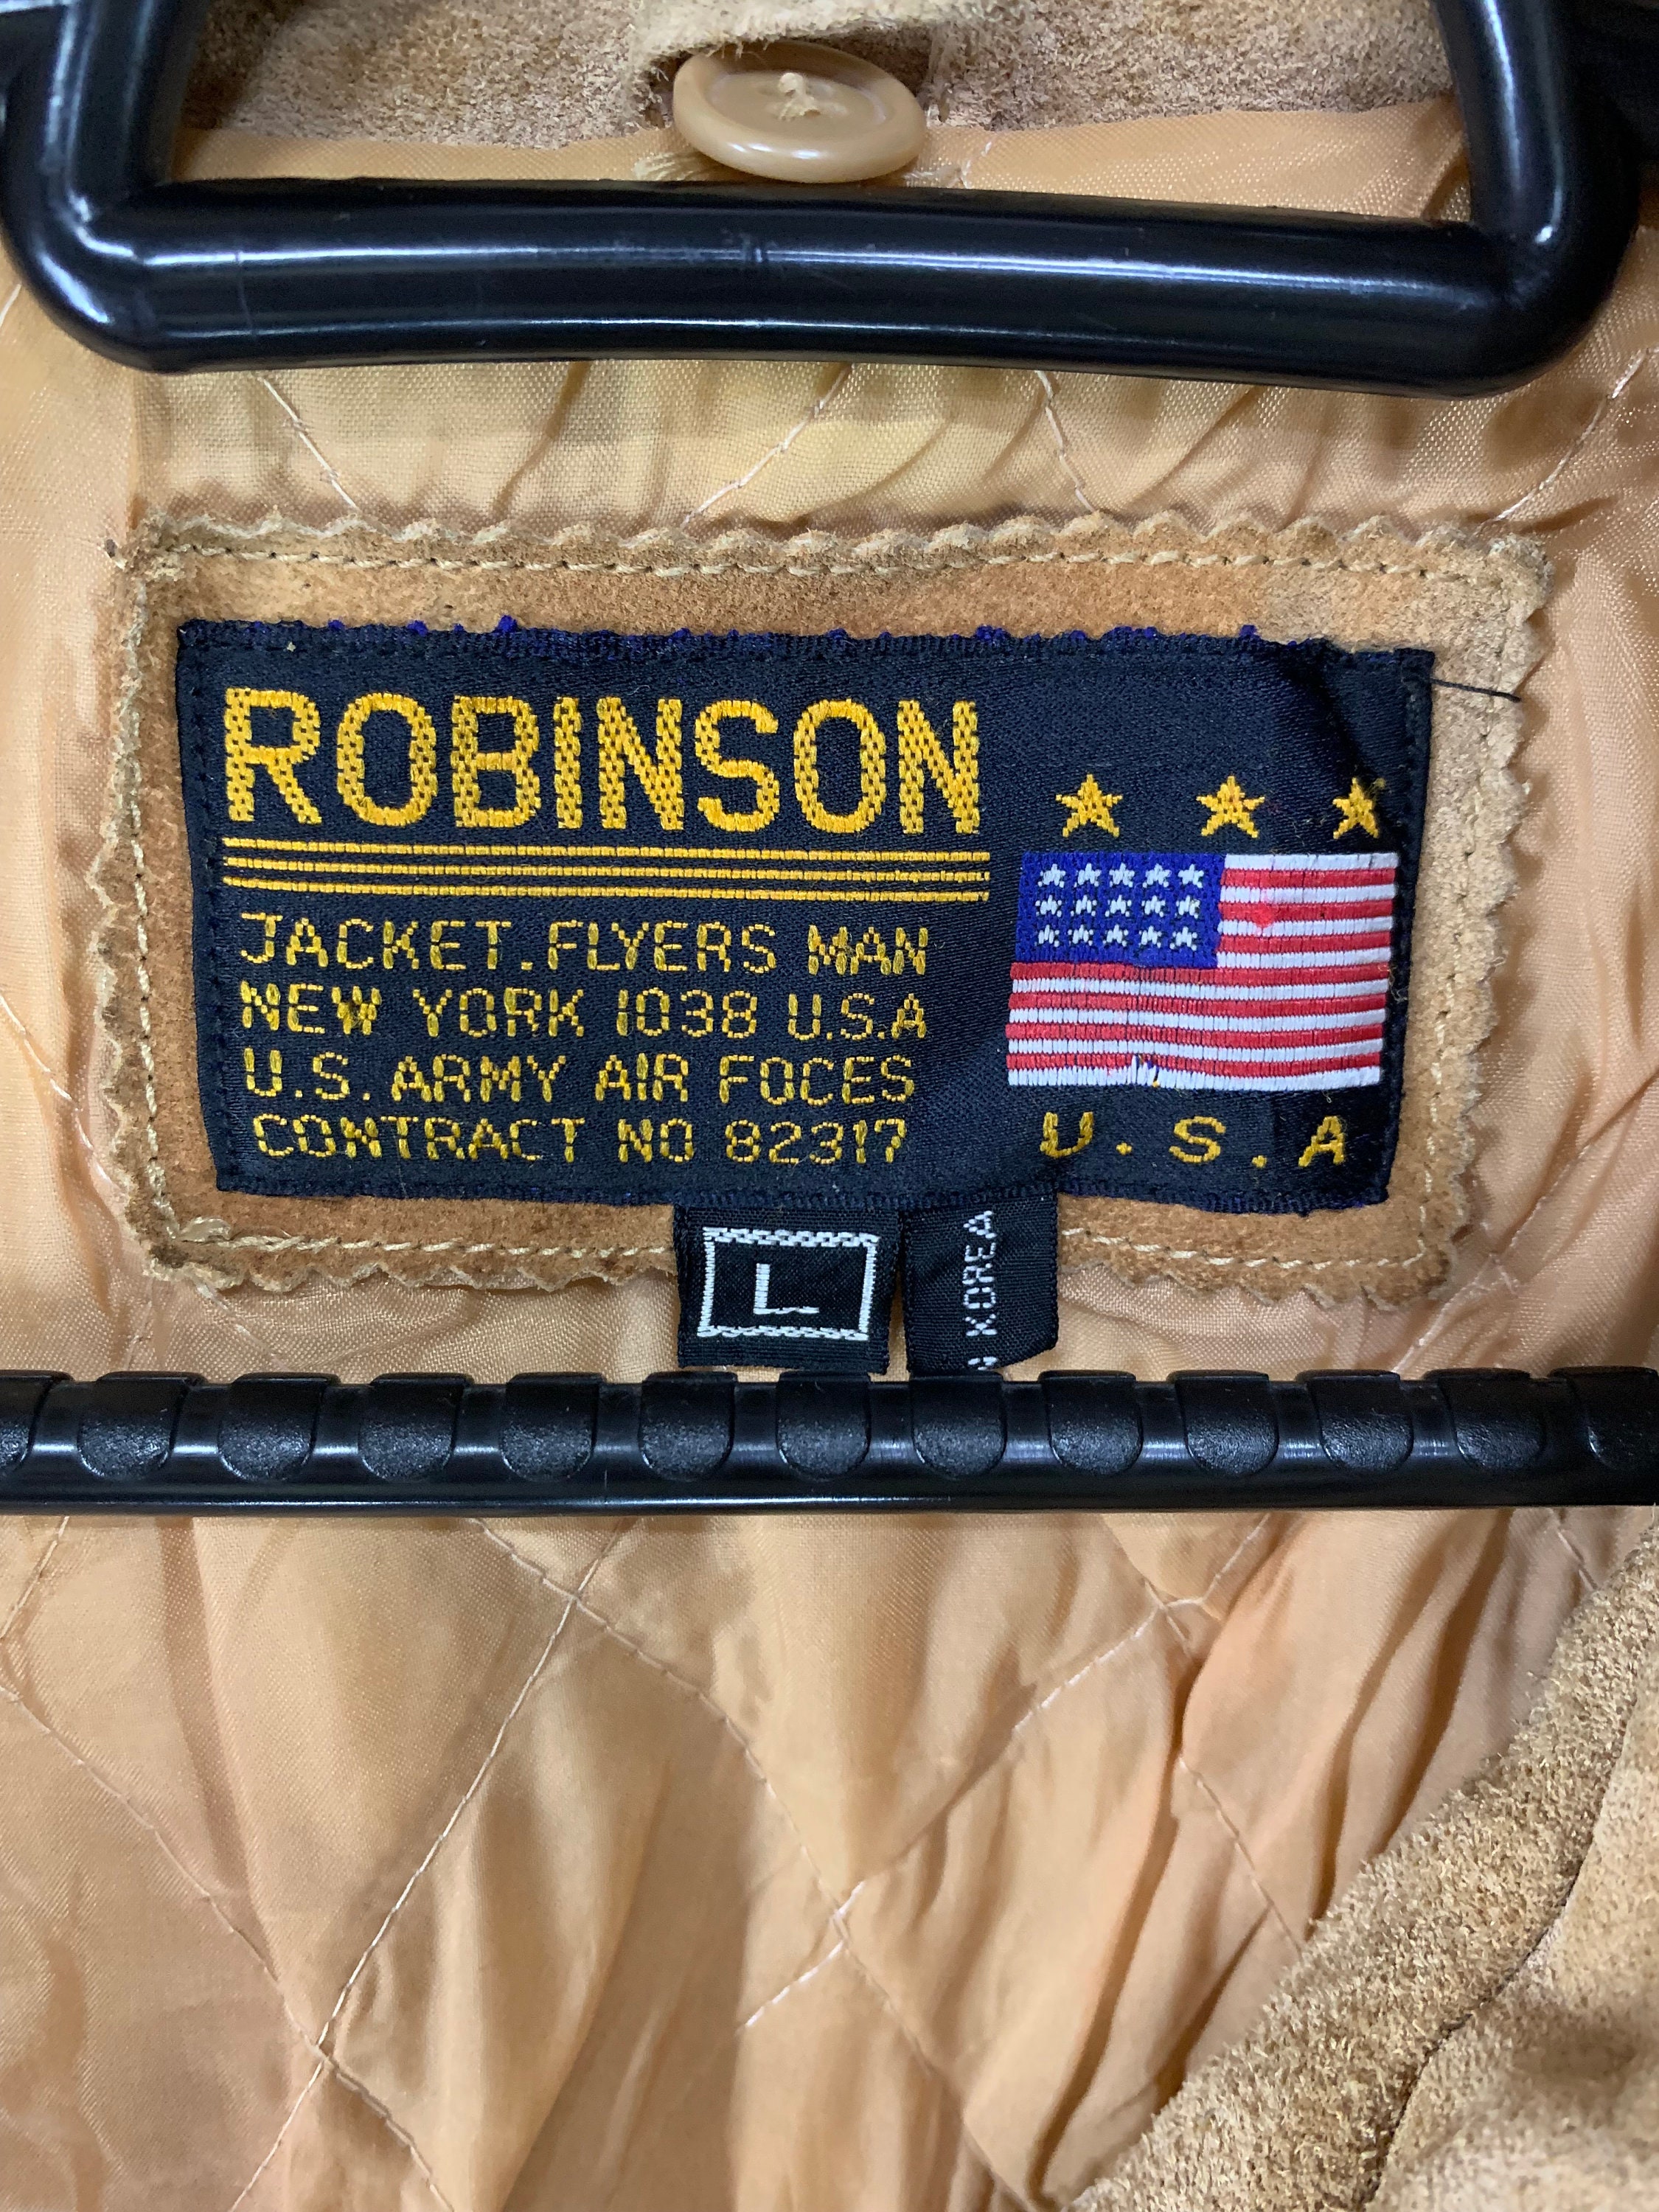 ROBINSON
JACKET.FLYERS MAN
NEW YORK 1038 U.S.A
U.S. ARMY AIR FOCES
CONTRACT NO 82317
U.S.A
L
KOREA